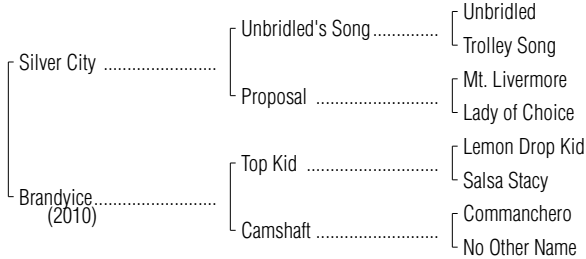 Unbridled
Unbridled's Song..............
Trolley Song
Silver City ........................
Mt. Livermore
Proposal ..........................
Lady of Choice
Lemon Drop Kid
Top Kid ............................
Salsa Stacy
Brandyice..........................
(2010)
Commanchero
Camshaft ..........................
No Other Name